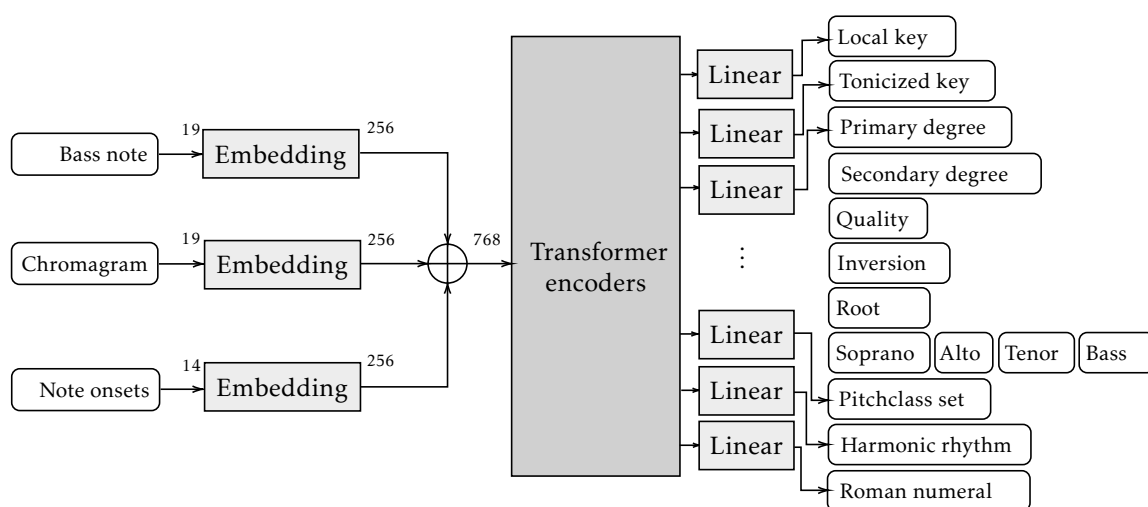 Bass note
19
Embedding
256
Chromagram
19
Embedding
256
Note onsets
14
Embedding
256
768
Transformer
encoders
Linear
Linear
Linear
⋮
Linear
Linear
Linear
Local key
Tonicized key
Primary degree
Secondary degree
Quality
Inversion
Root
Soprano Alto Tenor Bass
Pitchclass set
Harmonic rhythm
Roman numeral